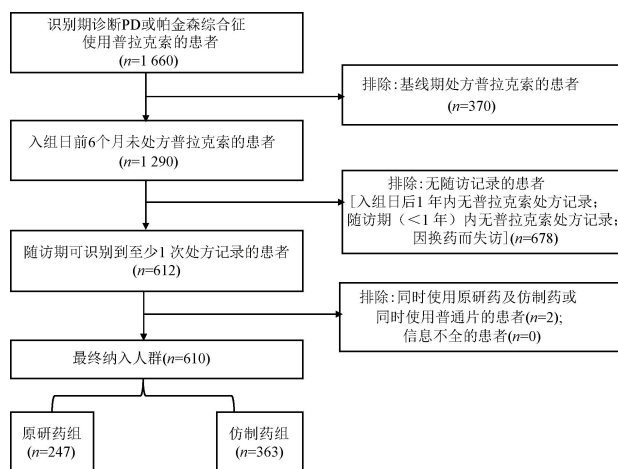 识别期诊断PD或帕金森综合征
使用普拉克索的患者
(n=1 660)
排除:基线期处方普拉克索的患者
(n=370)
入组日前6个月未处方普拉克索的患者
(n=1 290)
排除:无随访记录的患者
[入组日后1 年内无普拉克索处方记录;
随访期（＜1 年）内无普拉克索处方记录;
因换药而失访](n=678)
随访期可识别到至少1 次处方记录的患者
(n=612)
排除:同时使用原研药及仿制药或
同时使用普通片的患者(n=2);
信息不全的患者(n=0)
最终纳入人群(n=610)
原研药组
(n=247)
仿制药组
(n=363)